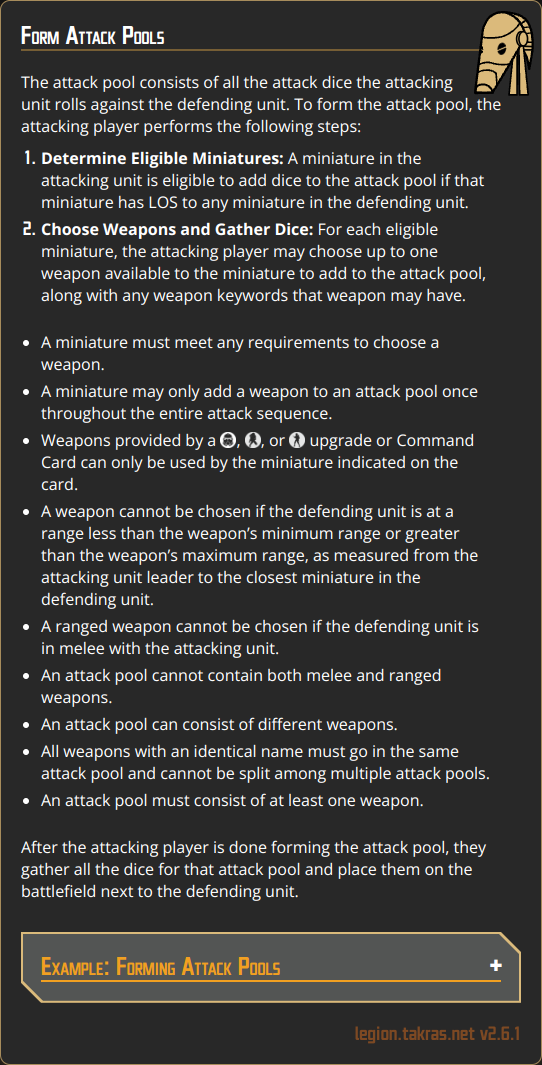 Form Attack Pools
The attack pool consists of all the attack dice the attacking
unit rolls against the defending unit. To form the attack pool, the
attacking player performs the following steps:
1. Determine Eligible Miniatures: A miniature in the
attacking unit is eligible to add dice to the attack pool if that
miniature has LOS to any miniature in the defending unit.
2. Choose Weapons and Gather Dice: For each eligible
miniature, the attacking player may choose up to one
weapon available to the miniature to add to the attack pool,
along with any weapon keywords that weapon may have.
• A miniature must meet any requirements to choose a
weapon.
• A miniature may only add a weapon to an attack pool once
throughout the entire attack sequence.
• Weapons provided by a , , or upgrade or Command
Card can only be used by the miniature indicated on the
card.
• A weapon cannot be chosen if the defending unit is at a
range less than the weapon’s minimum range or greater
than the weapon’s maximum range, as measured from the
attacking unit leader to the closest miniature in the
defending unit.
• A ranged weapon cannot be chosen if the defending unit is
in melee with the attacking unit.
• An attack pool cannot contain both melee and ranged
weapons.
• An attack pool can consist of different weapons.
• All weapons with an identical name must go in the same
attack pool and cannot be split among multiple attack pools.
• An attack pool must consist of at least one weapon.
After the attacking player is done forming the attack pool, they
gather all the dice for that attack pool and place them on the
battlefield next to the defending unit.
Example: Forming Attack Pools +
legion.takras.net v2.6.1